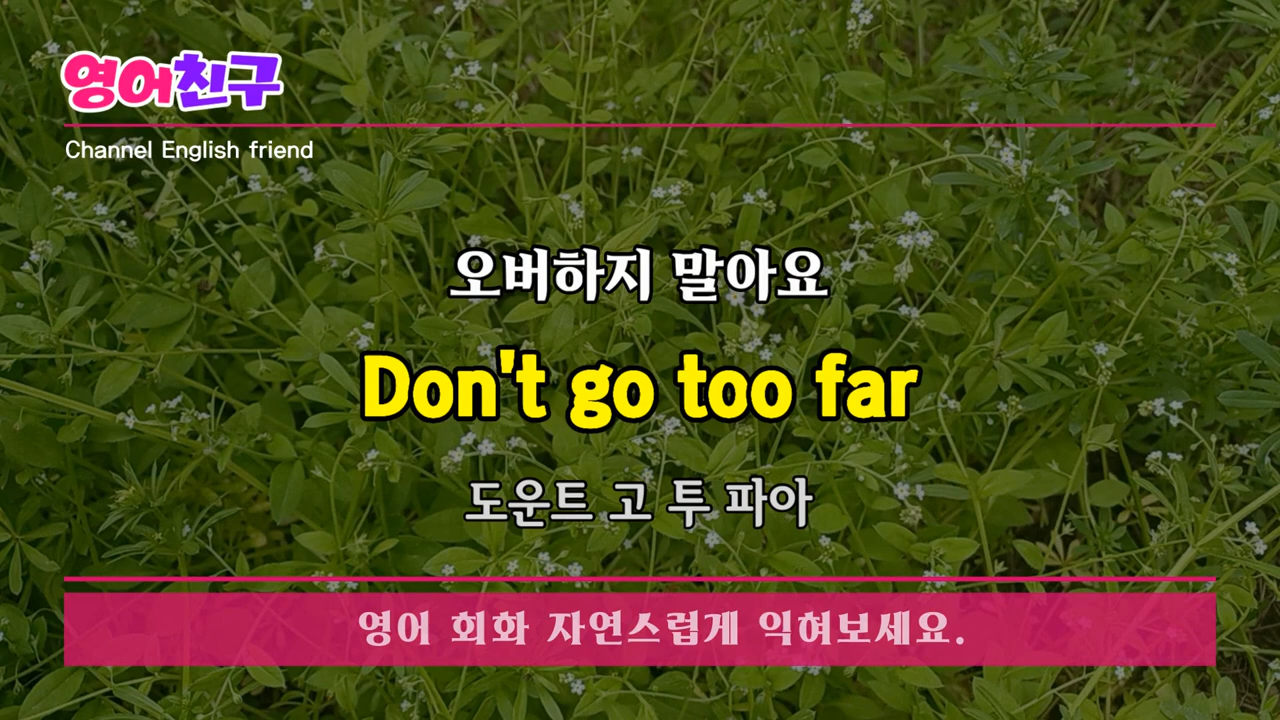 영어친구
Channel English friend
오버하지 말아요
Don't go too far
도운트 고 투 파아
영어 회화 자연스럽게 익혀보세요.